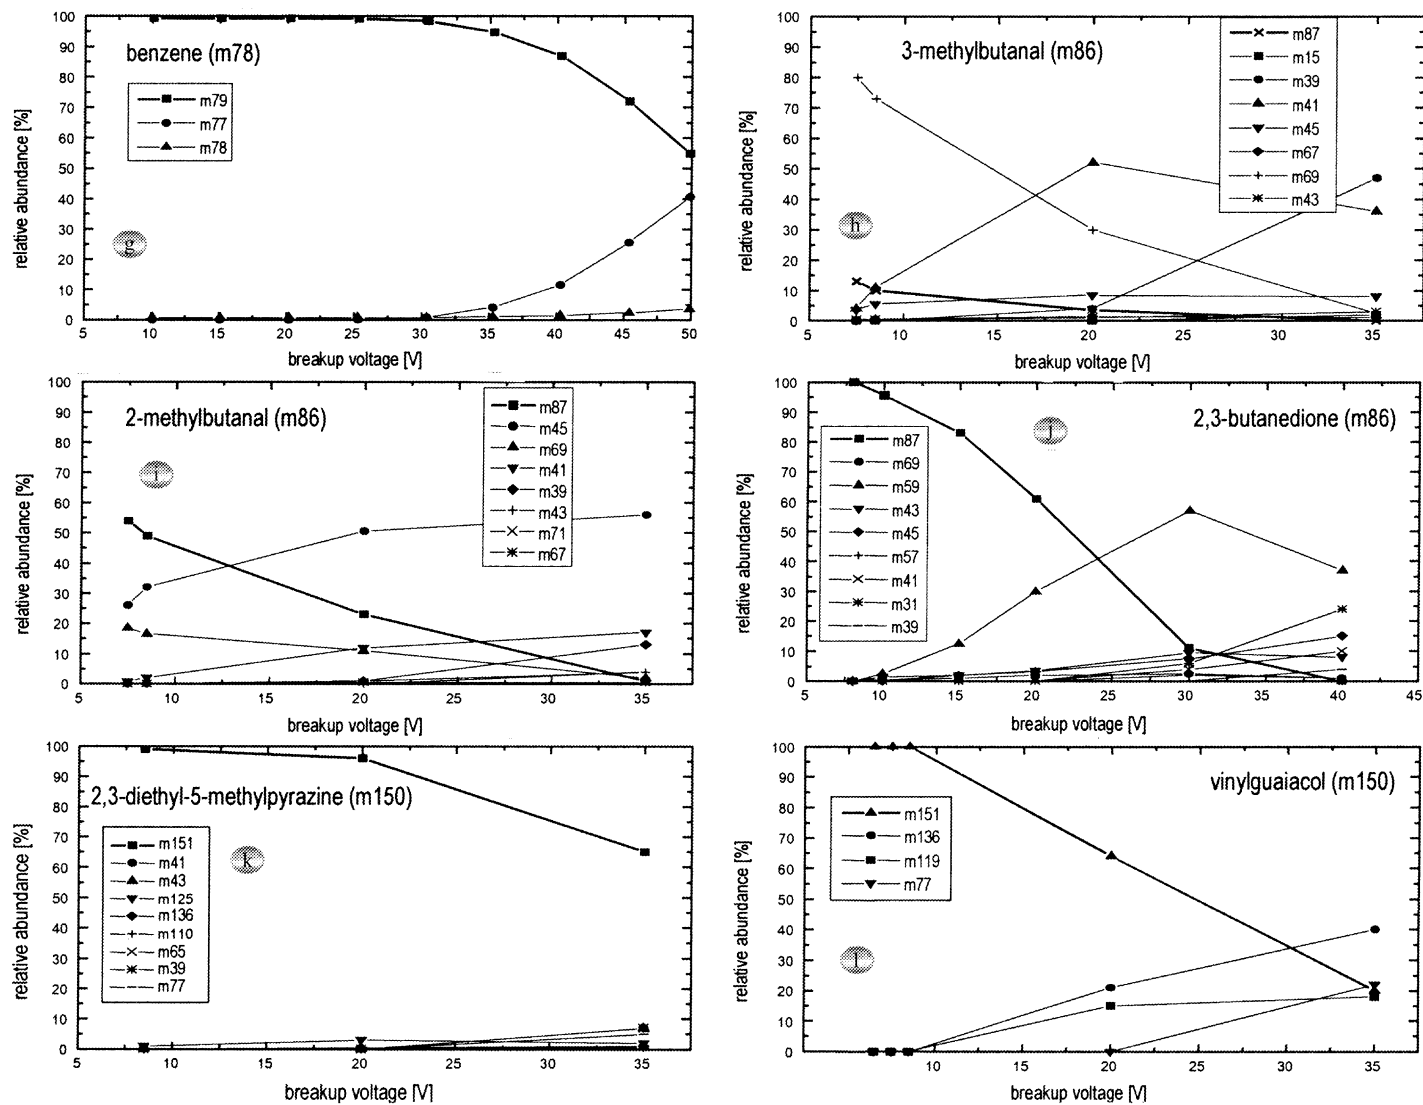 100
90
80
70
60
50
40
30
20
10
0
relative abundance [%]
benzene (m78)
m79
m77
m78
g
5 10 15 20 25 30 35 40 45 50
breakup voltage [V]
100
90
80
70
60
50
40
30
20
10
0
relative abundance [%]
3-methylbutanal (m86)
m87
m15
m39
m41
m45
m67
m69
m43
h
5 10 15 20 25 30 35
breakup voltage [V]
100
90
80
70
60
50
40
30
20
10
0
relative abundance [%]
2-methylbutanal (m86)
m87
m45
m69
m41
m39
m43
m71
m67
i
5 10 15 20 25 30 35
breakup voltage [V]
100
90
80
70
60
50
40
30
20
10
0
relative abundance [%]
2,3-butanedione (m86)
j
m87
m69
m59
m43
m45
m57
m41
m31
m39
5 10 15 20 25 30 35 40 45
breakup voltage [V]
100
90
80
70
60
50
40
30
20
10
0
relative abundance [%]
2,3-diethyl-5-methylpyrazine (m150)
m151
m41
m43
m125
m136
m110
m65
m39
m77
k
10 15 20 25 30 35
breakup voltage [V]
100
90
80
70
60
50
40
30
20
10
0
relative abundance [%]
vinylguaiacol (m150)
m151
m136
m119
m77
l
10 15 20 25 30 35
breakup voltage [V]